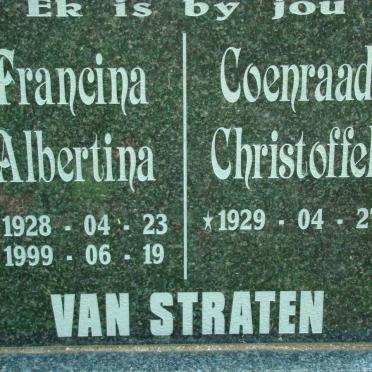 Ek is by jou
Francina
Albertina
1928 - 04 - 23
1999 - 06 - 19
Coenraad
Christoffel
*1929 - 04 - 2
VAN STRATEN